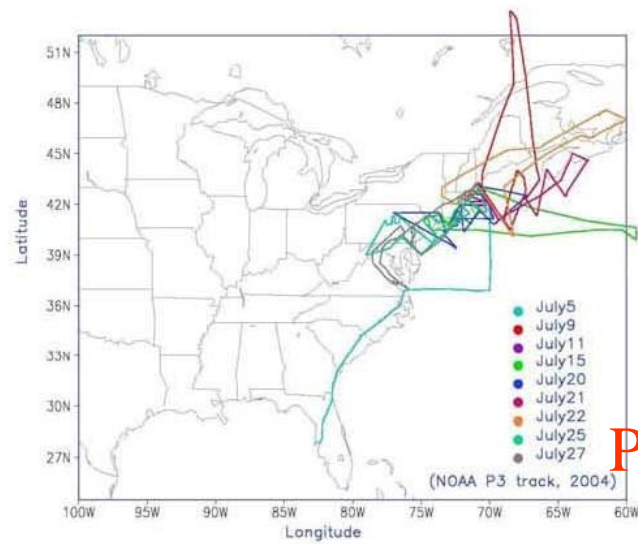 51N
48N
45N
42N
39N
36N
33N
30N
27N
Latitude
July5
July9
July11
July15
July20
July21
July22
July25
July27
P
(NOAA P3 track, 2004)
100W 95W 90W 85W 80W 75W 70W 65W 60W
Longitude